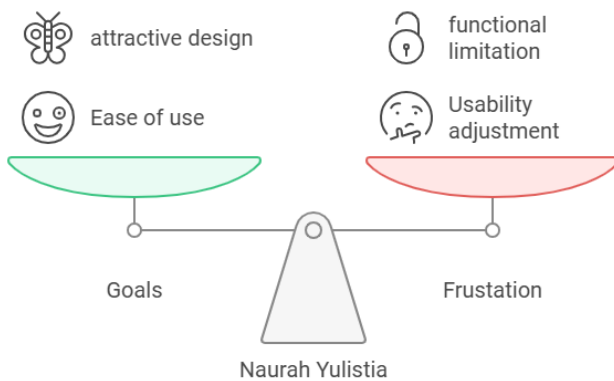 attractive design
functional
limitation
Ease of use
Usability
adjustment
Goals
Frustation
Naurah Yulistia